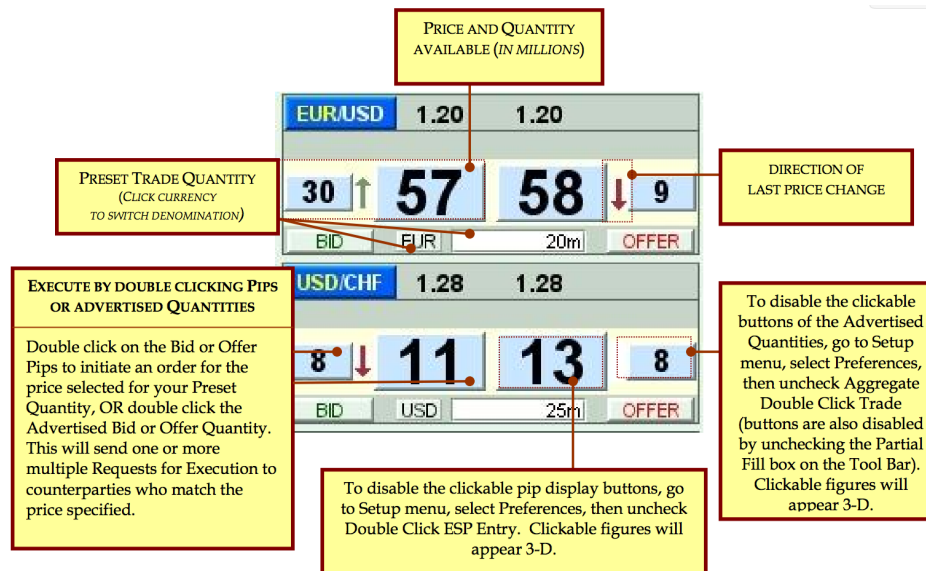 PRICE AND QUANTITY
AVAILABLE (IN MILLIONS)
EUR/USD 1.20 1.20
PRESET TRADE QUANTITY
(CLICK CURRENCY
TO SWITCH DENOMINATION)
30 57 58 9
DIRECTION OF
LAST PRICE CHANGE
BID EUR 20m OFFER
USD/CHF 1.28 1.28
EXECUTE BY DOUBLE CLICKING PIPS
OR ADVERTISED QUANTITIES
Double click on the Bid or Offer
Pips to initiate an order for the
price selected for your Preset
Quantity, OR double click the
Advertised Bid or Offer Quantity.
This will send one or more
multiple Requests for Execution to
counterparties who match the
price specified.
8 11 13 8
BID USD 25m OFFER
To disable the clickable
buttons of the Advertised
Quantities, go to Setup
menu, select Preferences,
then uncheck Aggregate
Double Click Trade
(buttons are also disabled
by unchecking the Partial
Fill box on the Tool Bar).
Clickable figures will
appear 3-D.
To disable the clickable pip display buttons, go
to Setup menu, select Preferences, then uncheck
Double Click ESP Entry. Clickable figures will
appear 3-D.